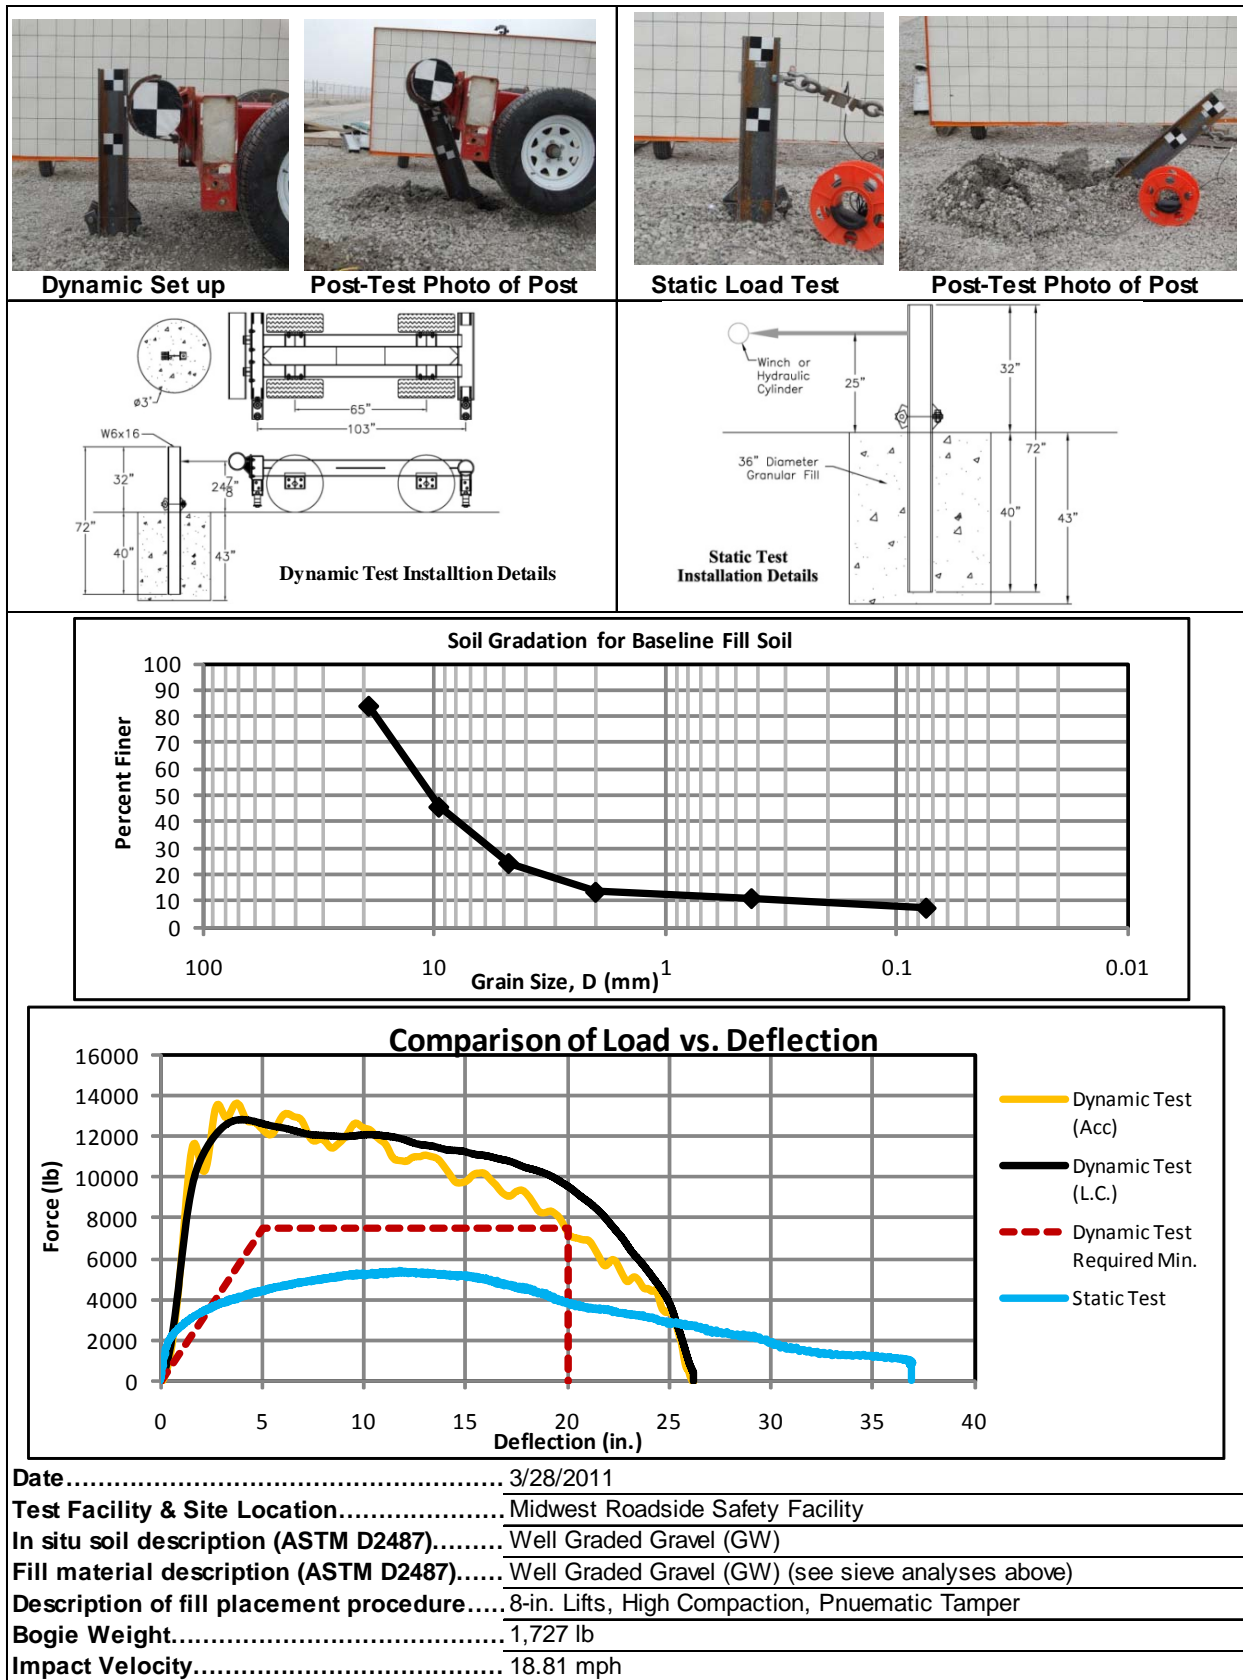 Dynamic Set up
Post-Test Photo of Post
Static Load Test
Post-Test Photo of Post
ø3'
65"
103"
W6x16
32"
24 7/8"
72"
40"
43"
Dynamic Test Installtion Details
Winch or
Hydraulic
Cylinder
25"
32"
72"
36" Diameter
Granular Fill
40"
43"
Static Test
Installation Details
Soil Gradation for Baseline Fill Soil
Percent Finer
100
90
80
70
60
50
40
30
20
10
0
100
10
1
0.1
0.01
Grain Size, D (mm)
Comparison of Load vs. Deflection
Force (lb)
16000
14000
12000
10000
8000
6000
4000
2000
0
0
5
10
15
20
25
30
35
40
Deflection (in.)
Dynamic Test
(Acc)
Dynamic Test
(L.C.)
Dynamic Test
Required Min.
Static Test
Date.......................................................... 3/28/2011
Test Facility & Site Location.................... Midwest Roadside Safety Facility
In situ soil description (ASTM D2487)........ Well Graded Gravel (GW)
Fill material description (ASTM D2487)...... Well Graded Gravel (GW) (see sieve analyses above)
Description of fill placement procedure..... 8-in. Lifts, High Compaction, Pnuematic Tamper
Bogie Weight......................................... 1,727 lb
Impact Velocity...................................... 18.81 mph